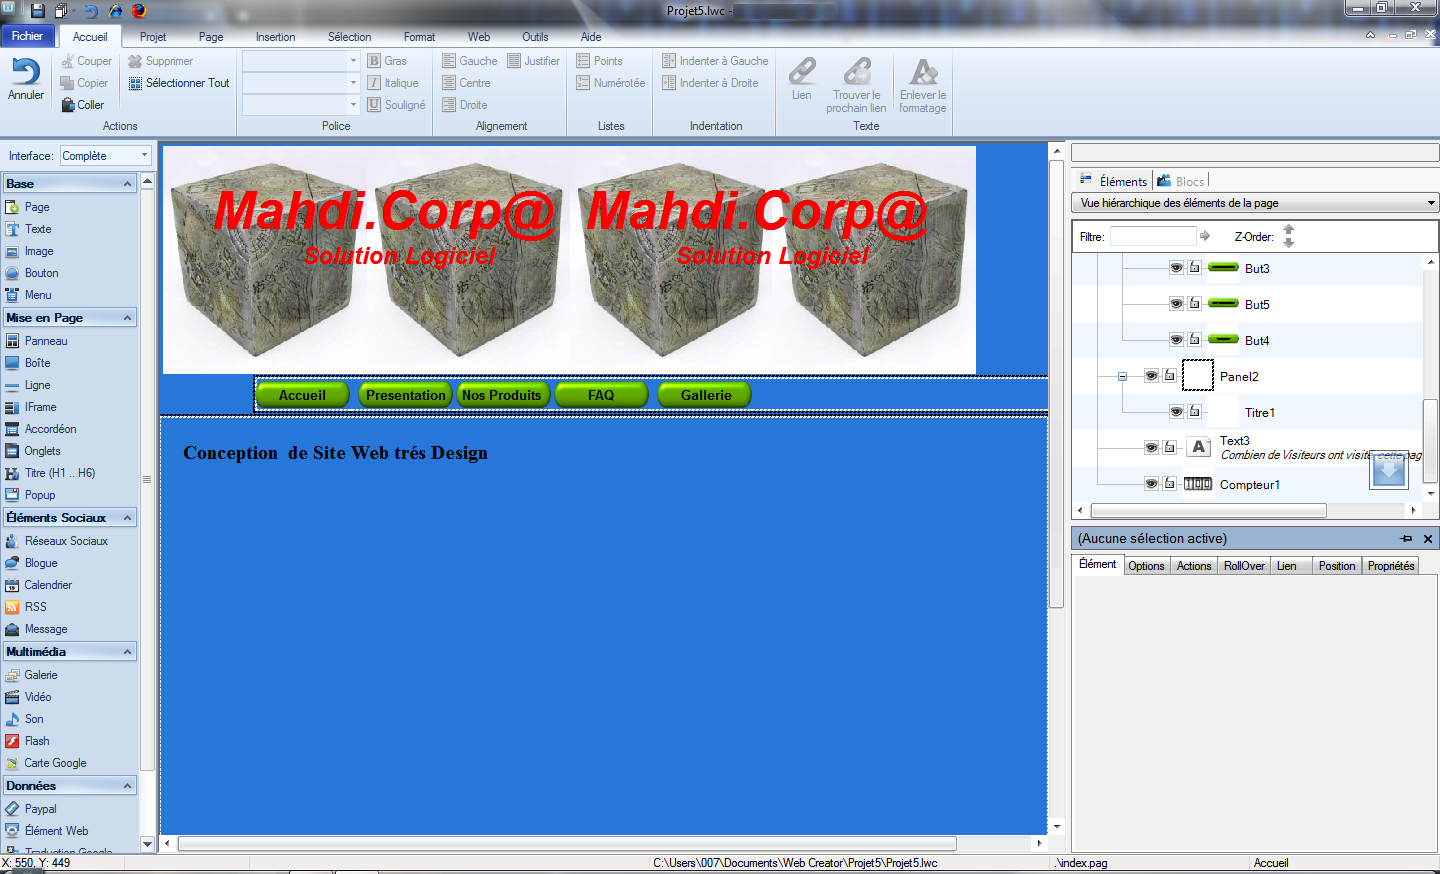 Projet5.lwc -
Fichier Accueil Projet Page Insertion Sélection Format Web Outils Aide
Annuler
Couper
Copier
Coller
Supprimer
Sélectionner Tout
Actions
Gras
Italique
Souligné
Police
Gauche Justifier
Centre
Droite
Alignement
Points
Numérotée
Listes
Indenter à Gauche
Indenter à Droite
Indentation
Lien
Trouver le
prochain lien
Enlever le
formatage
Texte
Interface: Complète
Base
Page
Texte
Image
Bouton
Menu
Mise en Page
Panneau
Boîte
Ligne
IFrame
Accordéon
Onglets
Titre (H1 .. H6)
Popup
Éléments Sociaux
Réseaux Sociaux
Blogue
Calendrier
RSS
Message
Multimédia
Galerie
Vidéo
Son
Flash
Carte Google
Données
Paypal
Élément Web
Traduction Google
Mahdi.Corp@ Mahdi.Corp@
Solution Logiciel Solution Logiciel
Accueil Presentation Nos Produits FAQ Gallerie
Conception  de Site Web trés Design
Éléments Blocs
Vue hiérarchique des éléments de la page
Filtre: Z-Order:
But3
But5
But4
Panel2
Titre1
Text3
Combien de Visiteurs ont visité cette pag
Compteur1
(Aucune sélection active)
Élément Options Actions RollOver Lien Position Propriétés
X: 550, Y: 449 C:\Users\007\Documents\Web Creator\Projet5\Projet5.lwc .\index.pag Accueil